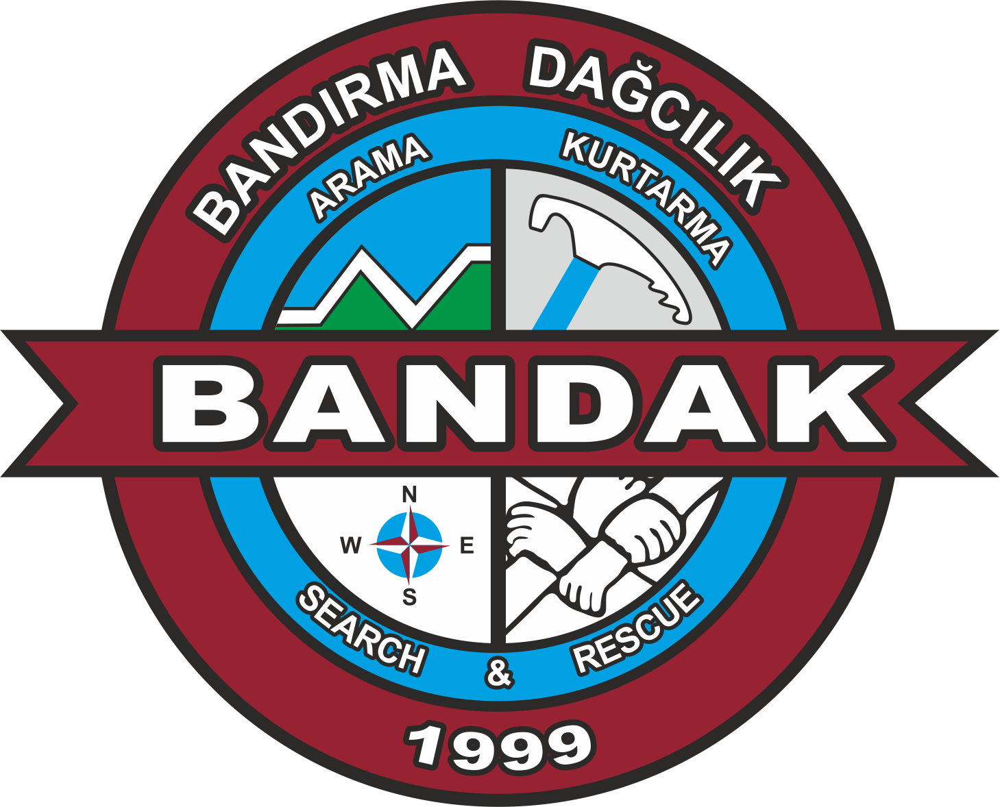 BANDIRMA DAĞCILIK
ARAMA KURTARMA
BANDAK
N
W E
S
SEARCH & RESCUE
1999